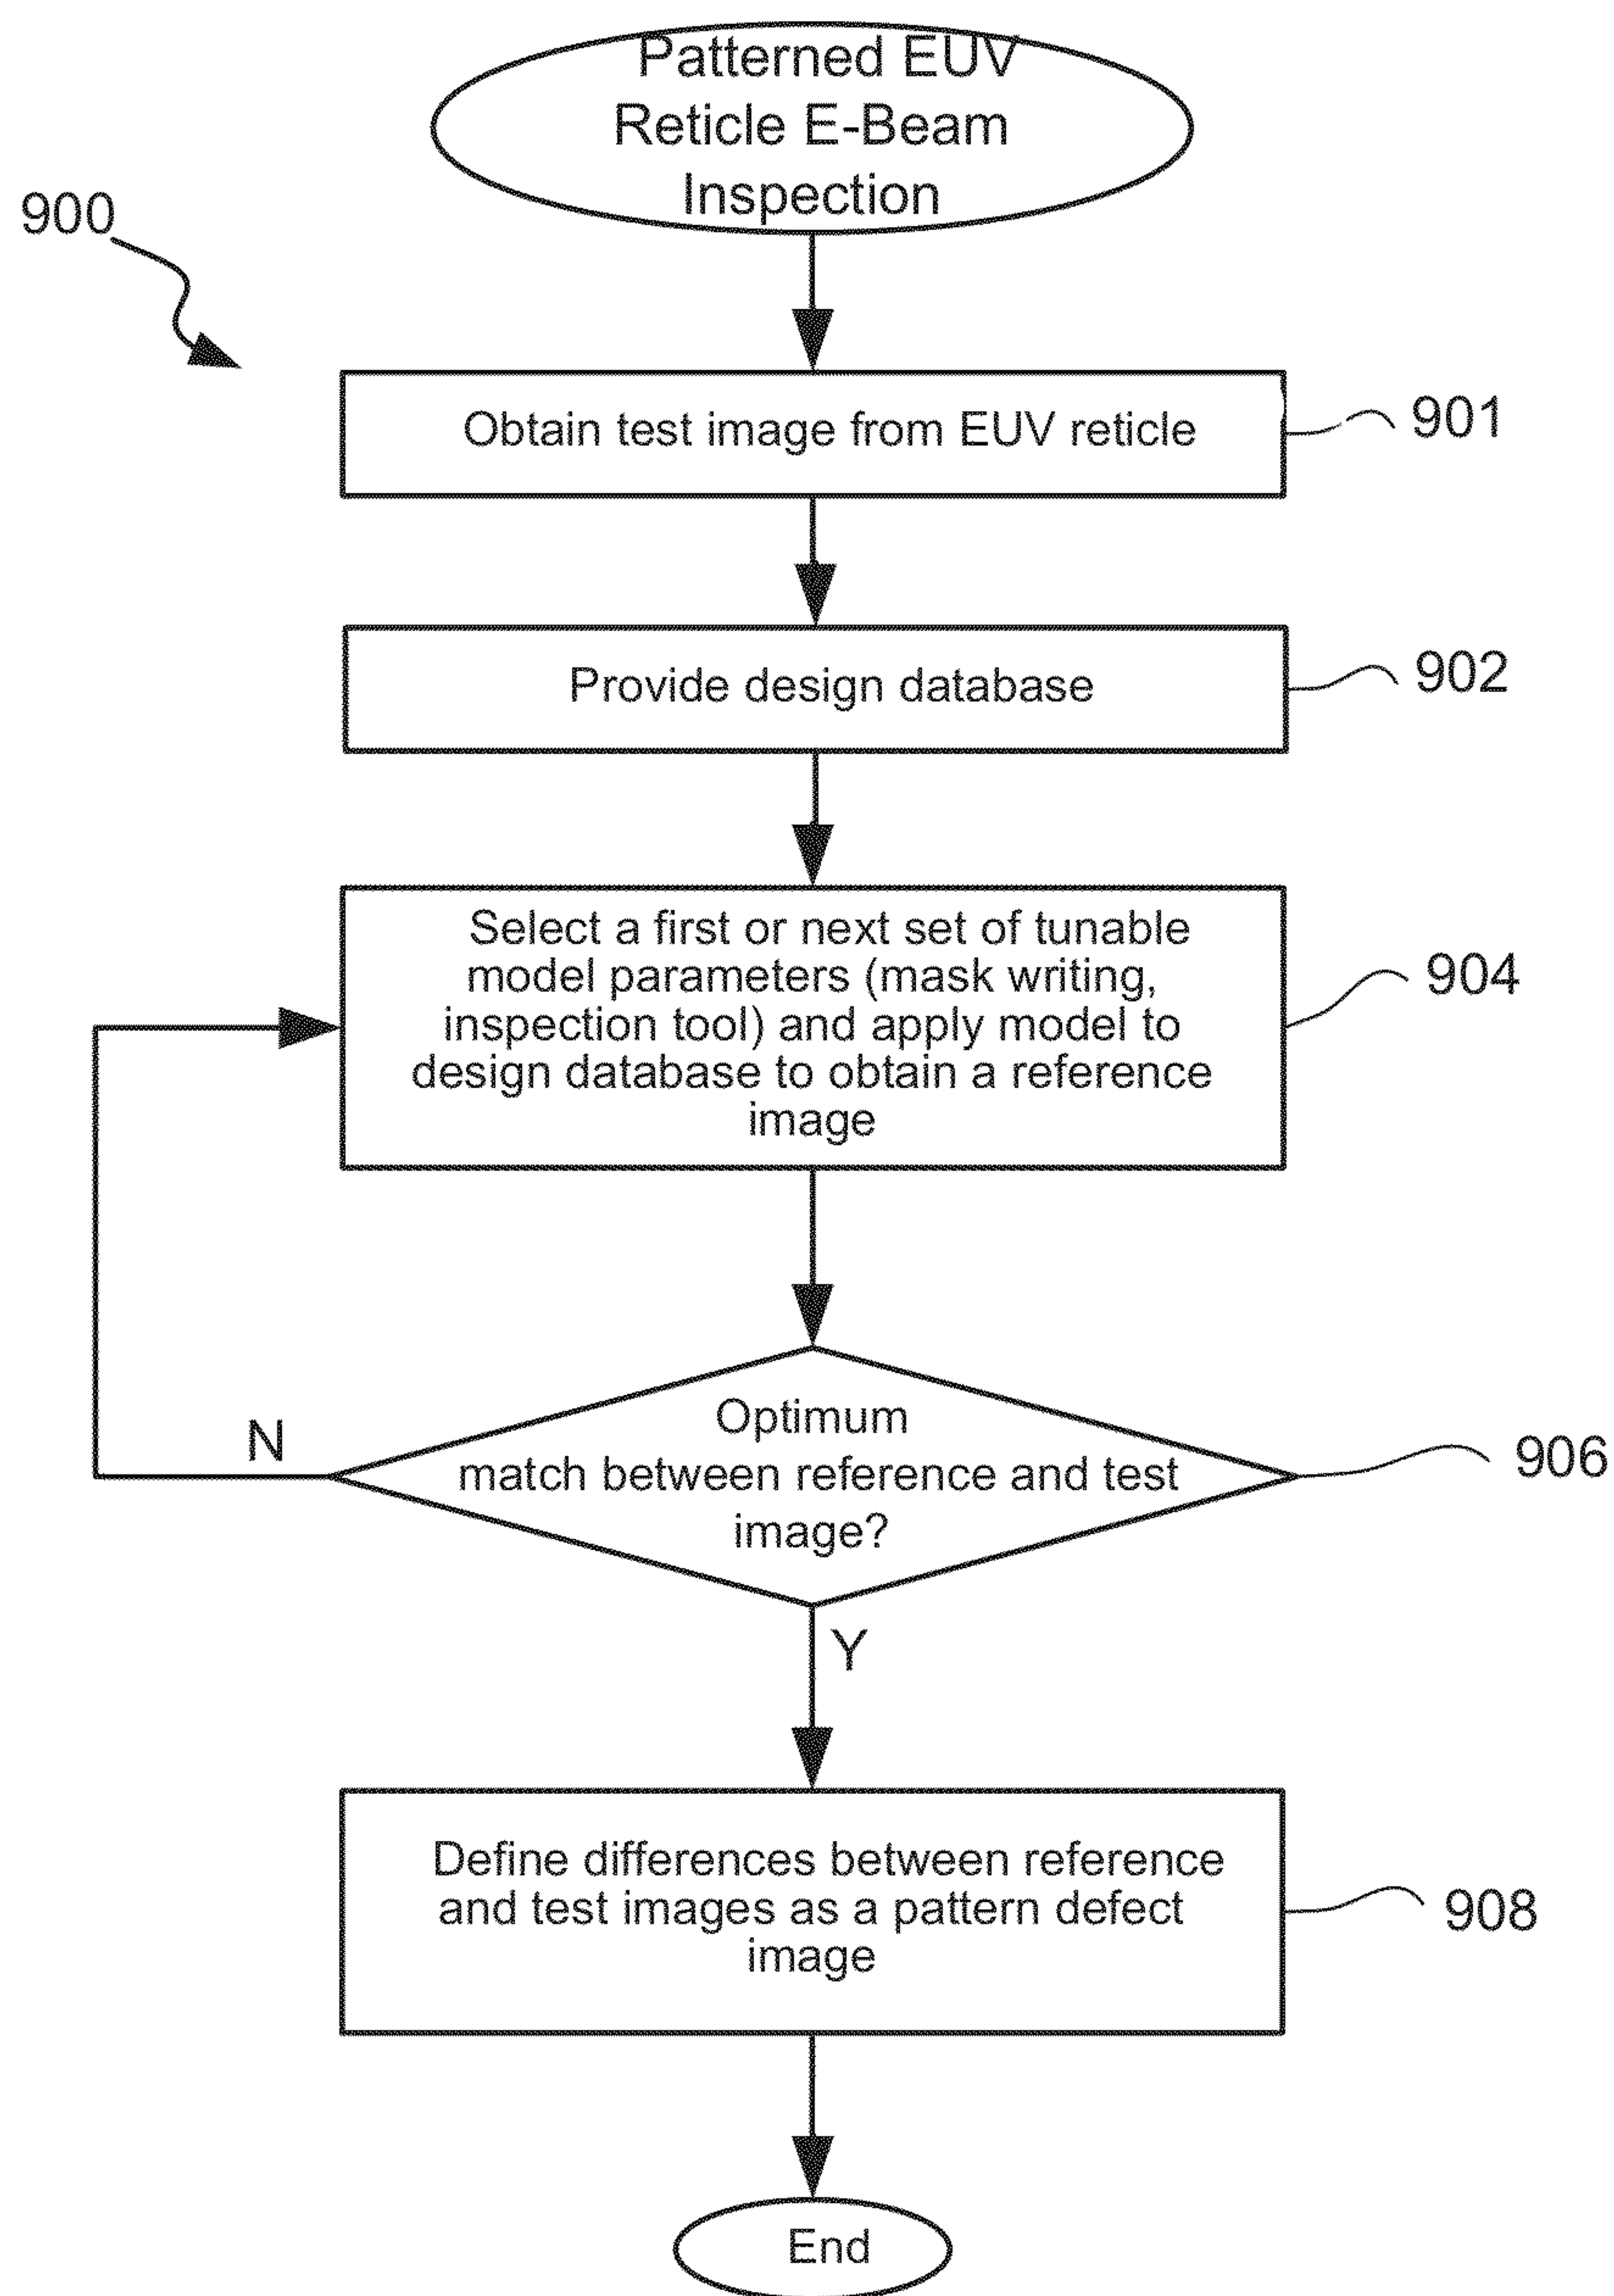 Patterned EUV
Reticle E-Beam
Inspection
900
Obtain test image from EUV reticle
901
Provide design database
902
Select a first or next set of tunable
model parameters (mask writing,
inspection tool) and apply model to
design database to obtain a reference
image
904
N
Optimum
match between reference and test
image?
906
Y
Define differences between reference
and test images as a pattern defect
image
908
End